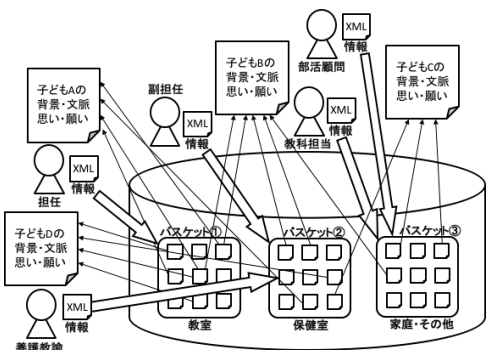 XML
情報
部活顧問
子どもBの
背景・文脈
思い・願い
子どもCの
背景・文脈
思い・願い
子どもAの
背景・文脈
思い・願い
副担任
XML
情報
XML
情報
教科担当
XML
情報
担任
バスケット①
バスケット②
バスケット③
子どもDの
背景・文脈
思い・願い
XML
情報
養護教諭
教室
保健室
家庭・その他